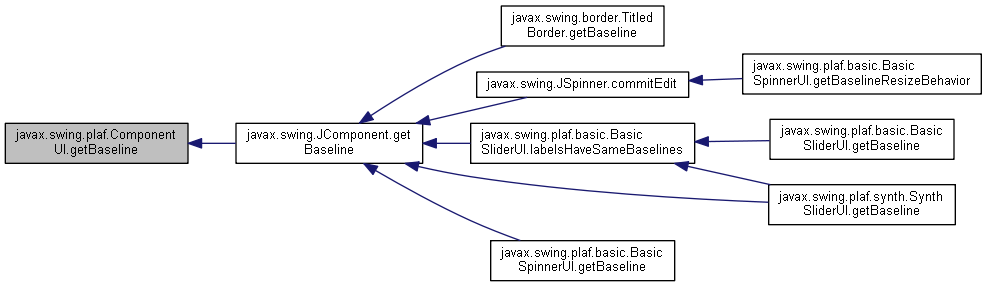 javax.swing.plaf.Component
UI.getBaseline
javax.swing.JComponent.get
Baseline
javax.swing.border.Titled
Border.getBaseline
javax.swing.JSpinner.commitEdit
javax.swing.plaf.basic.Basic
SpinnerUI.getBaselineResizeBehavior
javax.swing.plaf.basic.Basic
SliderUI.labelsHaveSameBaselines
javax.swing.plaf.basic.Basic
SliderUI.getBaseline
javax.swing.plaf.synth.Synth
SliderUI.getBaseline
javax.swing.plaf.basic.Basic
SpinnerUI.getBaseline